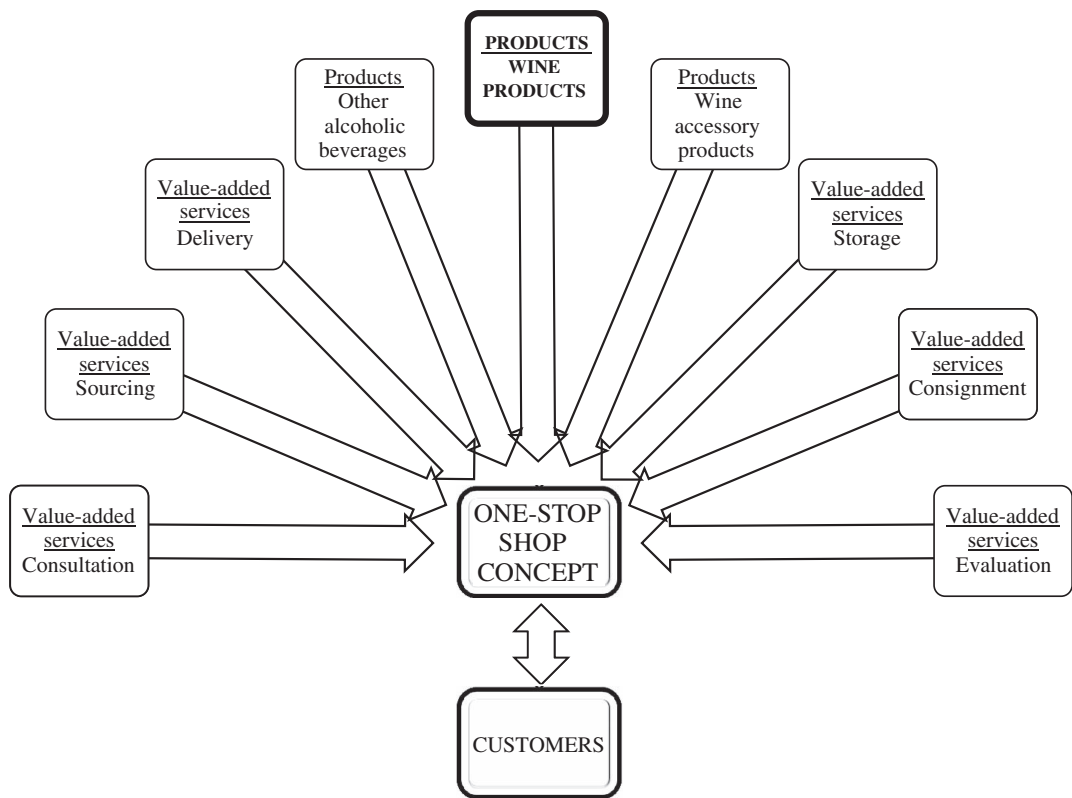 PRODUCTS
WINE
PRODUCTS
Products
Other
alcoholic
beverages
Products
Wine
accessory
products
Value-added
services
Delivery
Value-added
services
Storage
Value-added
services
Sourcing
Value-added
services
Consignment
Value-added
services
Consultation
ONE-STOP
SHOP
CONCEPT
Value-added
services
Evaluation
CUSTOMERS